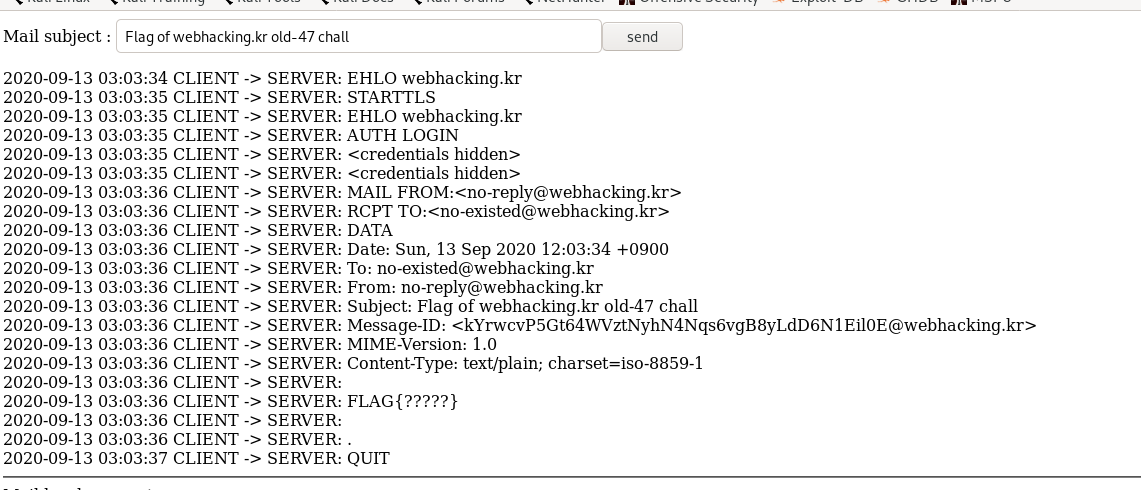 Kali Linux Kali Training Kali Tools Kali Docs Kali Forums NetHunter Offensive Security Exploit-DB GHDB MSFU
Mail subject : Flag of webhacking.kr old-47 chall send
2020-09-13 03:03:34 CLIENT -> SERVER: EHLO webhacking.kr
2020-09-13 03:03:35 CLIENT -> SERVER: STARTTLS
2020-09-13 03:03:35 CLIENT -> SERVER: EHLO webhacking.kr
2020-09-13 03:03:35 CLIENT -> SERVER: AUTH LOGIN
2020-09-13 03:03:35 CLIENT -> SERVER: <credentials hidden>
2020-09-13 03:03:35 CLIENT -> SERVER: <credentials hidden>
2020-09-13 03:03:36 CLIENT -> SERVER: MAIL FROM:<no-reply@webhacking.kr>
2020-09-13 03:03:36 CLIENT -> SERVER: RCPT TO:<no-existed@webhacking.kr>
2020-09-13 03:03:36 CLIENT -> SERVER: DATA
2020-09-13 03:03:36 CLIENT -> SERVER: Date: Sun, 13 Sep 2020 12:03:34 +0900
2020-09-13 03:03:36 CLIENT -> SERVER: To: no-existed@webhacking.kr
2020-09-13 03:03:36 CLIENT -> SERVER: From: no-reply@webhacking.kr
2020-09-13 03:03:36 CLIENT -> SERVER: Subject: Flag of webhacking.kr old-47 chall
2020-09-13 03:03:36 CLIENT -> SERVER: Message-ID: <kYrwcvP5Gt64WVztNyhN4Nqs6vgB8yLdD6N1Eil0E@webhacking.kr>
2020-09-13 03:03:36 CLIENT -> SERVER: MIME-Version: 1.0
2020-09-13 03:03:36 CLIENT -> SERVER: Content-Type: text/plain; charset=iso-8859-1
2020-09-13 03:03:36 CLIENT -> SERVER:
2020-09-13 03:03:36 CLIENT -> SERVER: FLAG{?????}
2020-09-13 03:03:36 CLIENT -> SERVER:
2020-09-13 03:03:36 CLIENT -> SERVER: .
2020-09-13 03:03:37 CLIENT -> SERVER: QUIT